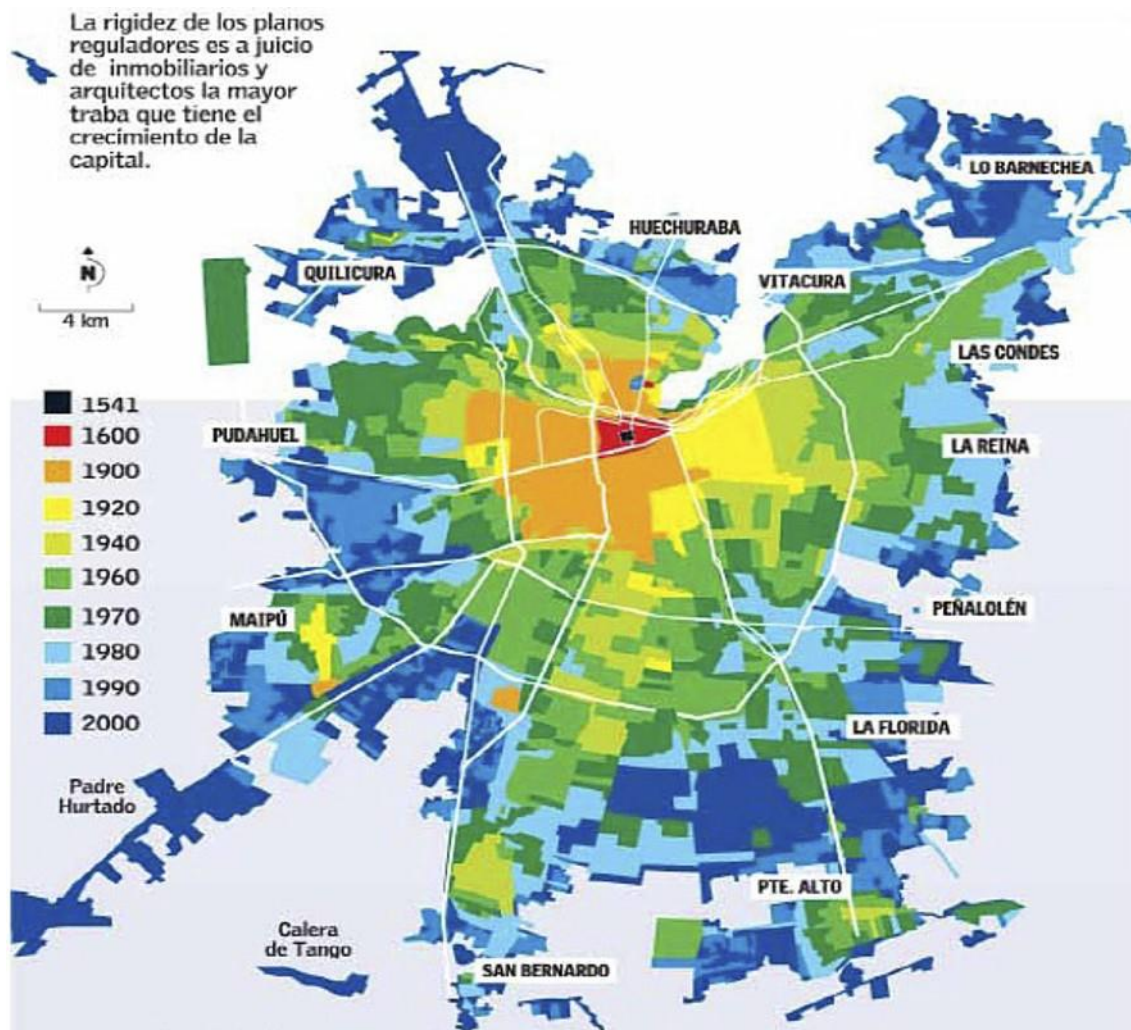 La rigidez de los planos
reguladores es a juicio
de inmobiliarios y
arquitectos la mayor
traba que tiene el
crecimiento de la
capital.
LO BARNECHEA
HUECHURABA
QUILICURA
VITACURA
N
4 km
LAS CONDES
1541
1600
1900
1920
1940
1960
1970
1980
1990
2000
PUDAHUEL
LA REINA
MAIPÚ
PEÑALOLÉN
LA FLORIDA
Padre
Hurtado
PTE. ALTO
Calera
de Tango
SAN BERNARDO